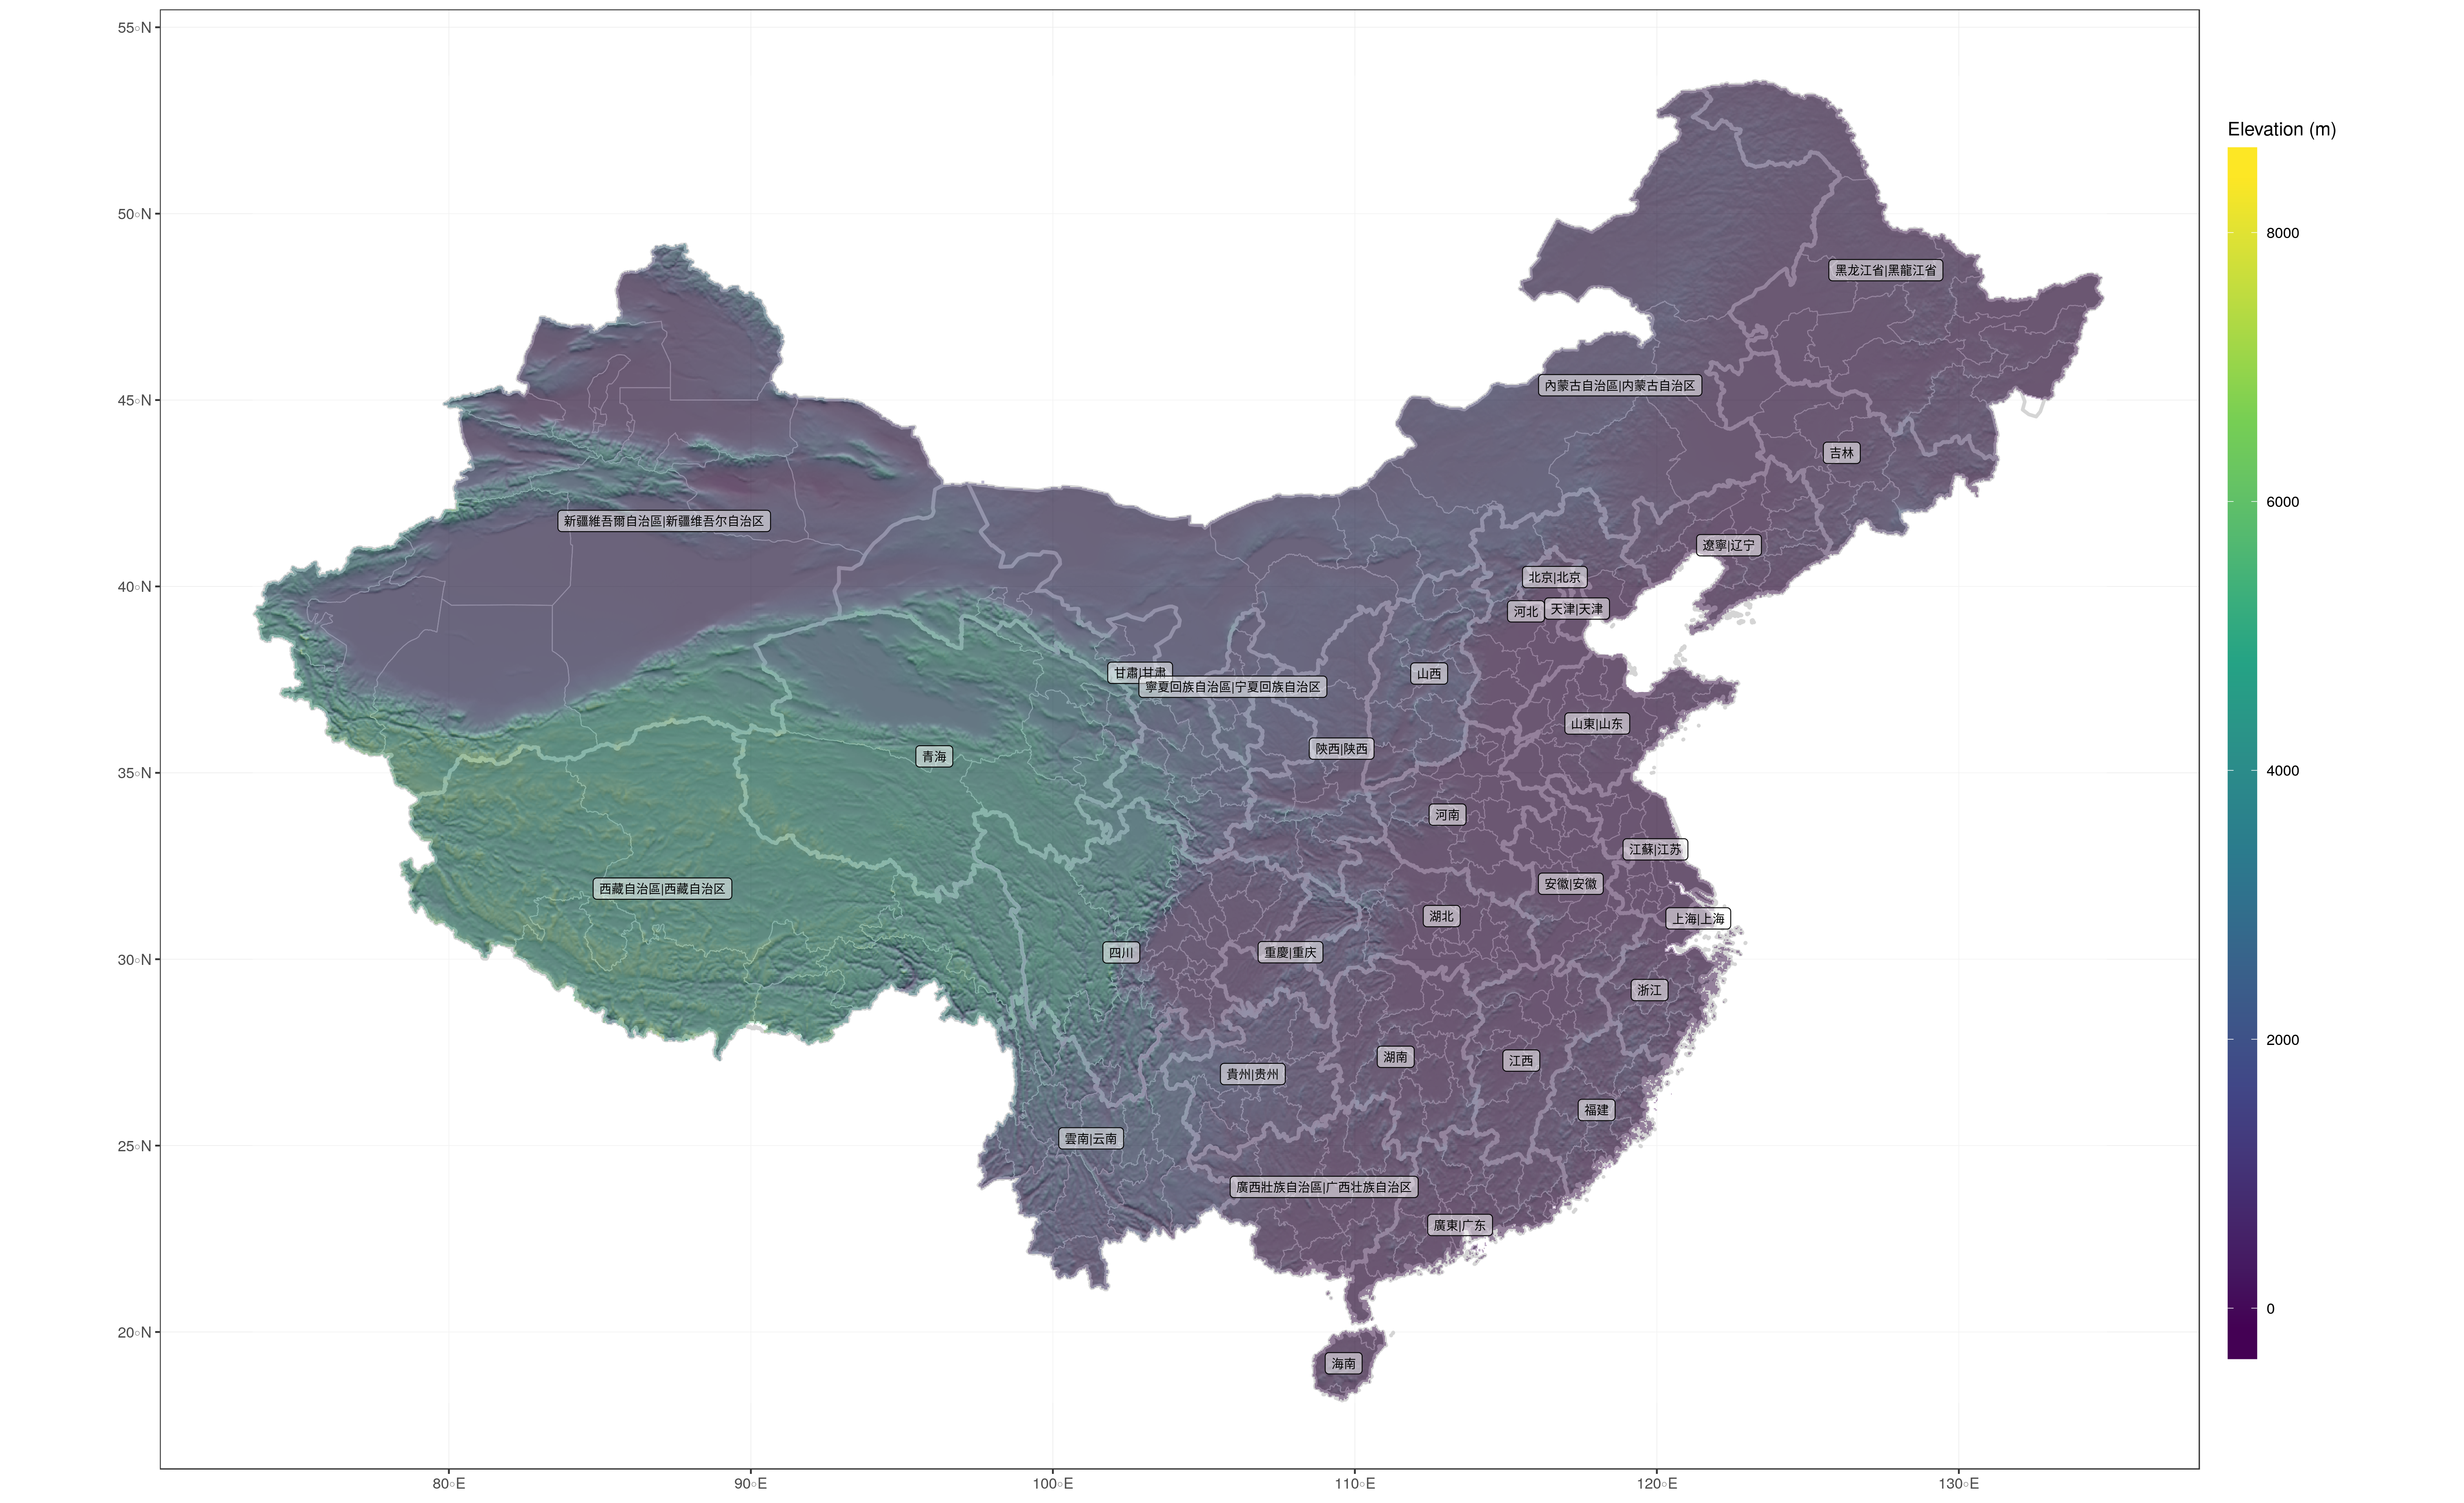 55°N
Elevation (m)
50°N
8000
黑龙江省|黑龍江省
45°N
內蒙古自治區|内蒙古自治区
吉林
6000
新疆維吾爾自治區|新疆维吾尔自治区
遼寧|辽宁
40°N
北京|北京
河北
天津|天津
甘肅|甘肃
寧夏回族自治區|宁夏回族自治区
山西
山東|山东
陝西|陕西
青海
35°N
4000
河南
江蘇|江苏
安徽|安徽
西藏自治區|西藏自治区
湖北
上海|上海
四川
重慶|重庆
30°N
浙江
2000
湖南
江西
貴州|贵州
福建
雲南|云南
25°N
廣西壯族自治區|广西壮族自治区
廣東|广东
0
20°N
海南
80°E
90°E
100°E
110°E
120°E
130°E